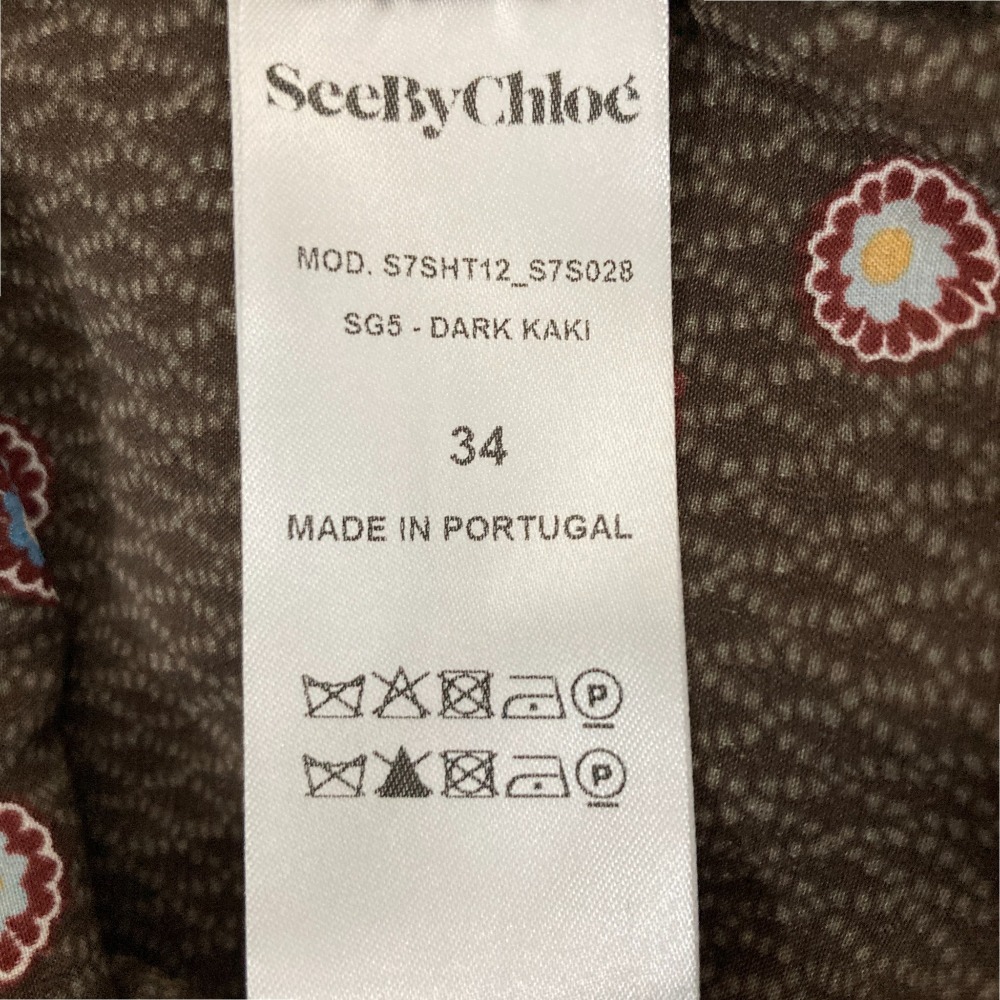 SeeByChloé
MOD. S7SHT12_S7S028
SG5 - DARK KAKI
34
MADE IN PORTUGAL
P
P